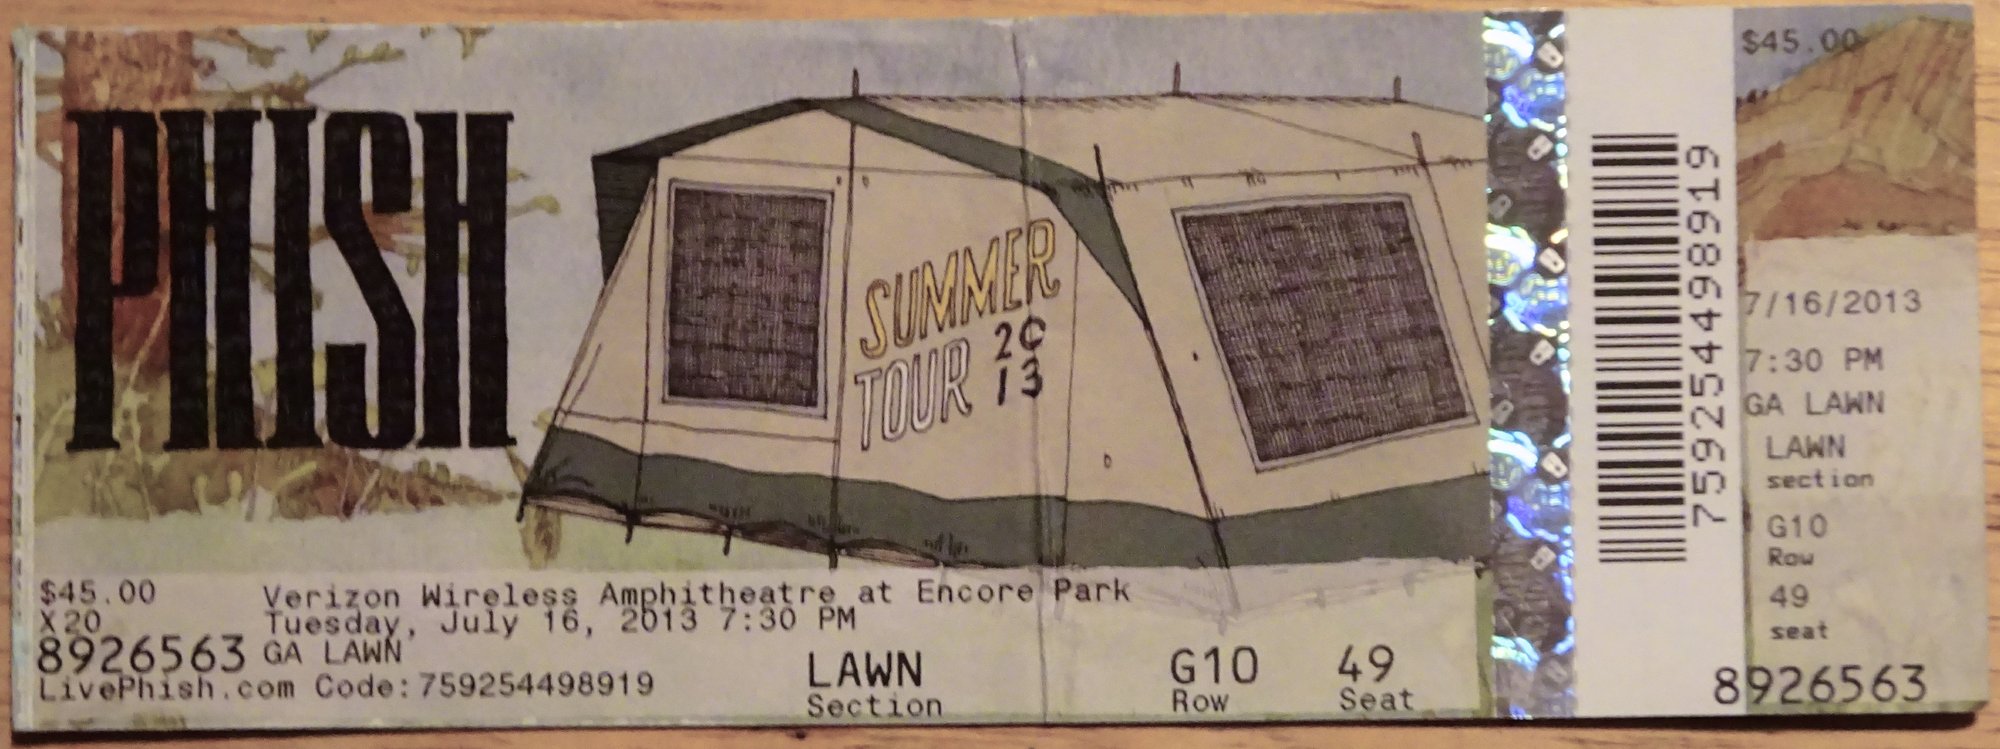 PHISH
SUMMER
TOUR
20
13
$45.00
X20
8926563
Verizon Wireless Amphitheatre at Encore Park
Tuesday, July 16, 2013 7:30 PM
GA LAWN
LivePhish.com Code:759254498919
LAWN
Section
G10
Row
49
Seat
759254498919
$45.00
7/16/2013
7:30 PM
GA LAWN
LAWN
section
G10
Row
49
seat
8926563